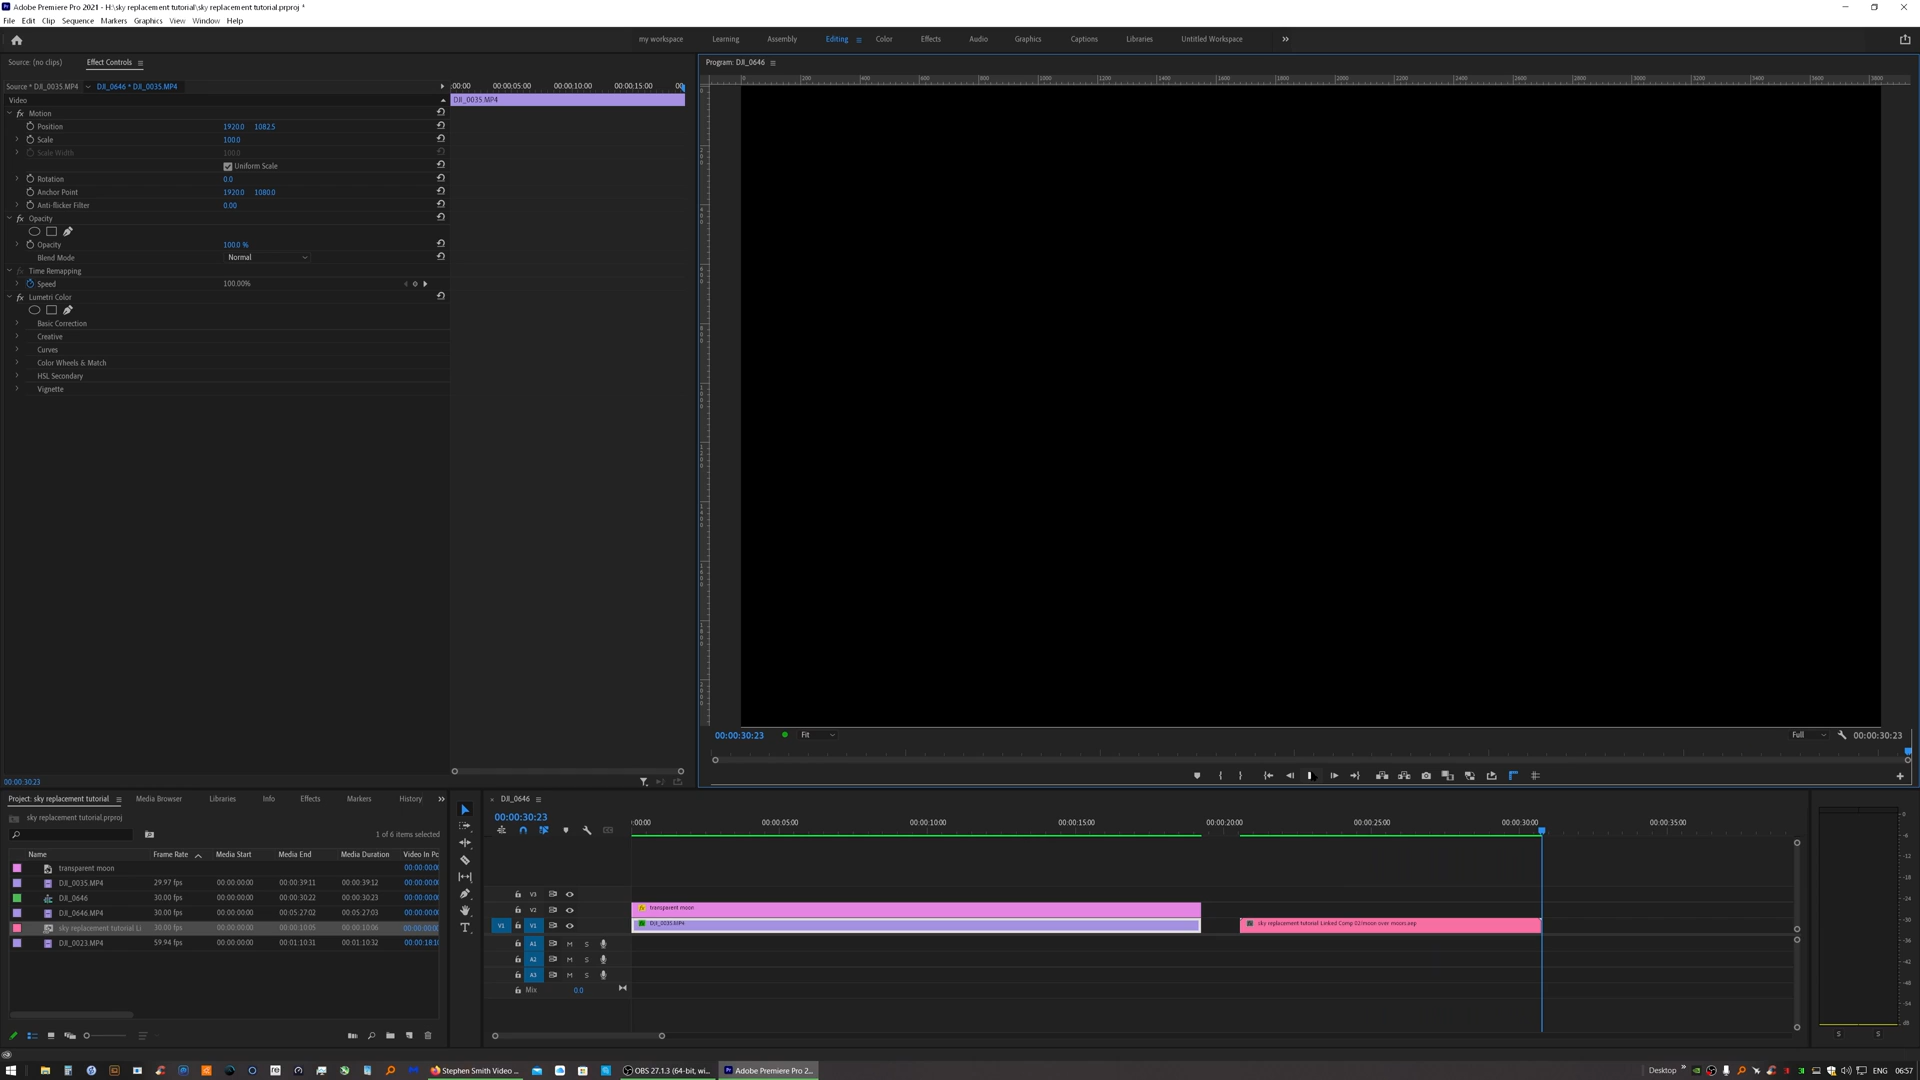 Adobe Premiere Pro 2021 - H:\sky replacement tutorial\sky replacement tutorial.prproj *
File Edit Clip Sequence Markers Graphics View Window Help
my workspace Learning Assembly Editing Color Effects Audio Graphics Captions Libraries Untitled Workspace
Source: (no clips) Effect Controls
Program: DJI_0646
Source * DJI_0035.MP4 DJI_0646 * DJI_0035.MP4
:00:00 00:00:05:00 00:00:10:00 00:00:15:00 00
Video
DJI_0035.MP4
fx Motion
Position 1920.0 1082.5
Scale 100.0
Scale Width 100.0
Uniform Scale
Rotation 0.0
Anchor Point 1920.0 1080.0
Anti-flicker Filter 0.00
fx Opacity
Opacity 100.0 %
Blend Mode Normal
fx Time Remapping
Speed 100.00%
fx Lumetri Color
Basic Correction
Creative
Curves
Color Wheels & Match
HSL Secondary
Vignette
00:00:30:23 Fit Full 00:00:30:23
00:00:30:23
Project: sky replacement tutorial Media Browser Libraries Info Effects Markers History
sky replacement tutorial.prproj
1 of 6 items selected
Name Frame Rate Media Start Media End Media Duration Video In Po
transparent moon 00:00:00:00
DJI_0035.MP4 29.97 fps 00:00:00:00 00:00:39:11 00:00:39:12 00:00:00:00
DJI_0646 30.00 fps 00:00:00:00 00:00:30:22 00:00:30:23 00:00:00:00
DJI_0646.MP4 30.00 fps 00:00:00:00 00:05:27:02 00:05:27:03 00:00:00:00
sky replacement tutorial Li 30.00 fps 00:00:00:00 00:00:10:05 00:00:10:06 00:00:00:00
DJI_0023.MP4 59.94 fps 00:00:00:00 00:01:10:31 00:01:10:32 00:00:18:1
DJI_0646
00:00:30:23
:00:00 00:00:05:00 00:00:10:00 00:00:15:00 00:00:20:00 00:00:25:00 00:00:30:00 00:00:35:00
V3
V2 transparent moon
V1 V1 DJI_0035.MP4 sky replacement tutorial Linked Comp 02/moon over moors.aep
A1 M S
A2 M S
A3 M S
Mix 0.0
0
-6
-12
-18
-24
-30
-36
-42
-48
-54
dB
S S
Stephen Smith Video ... OBS 27.1.3 (64-bit, wi... Adobe Premiere Pro 2... Desktop ENG 06:57